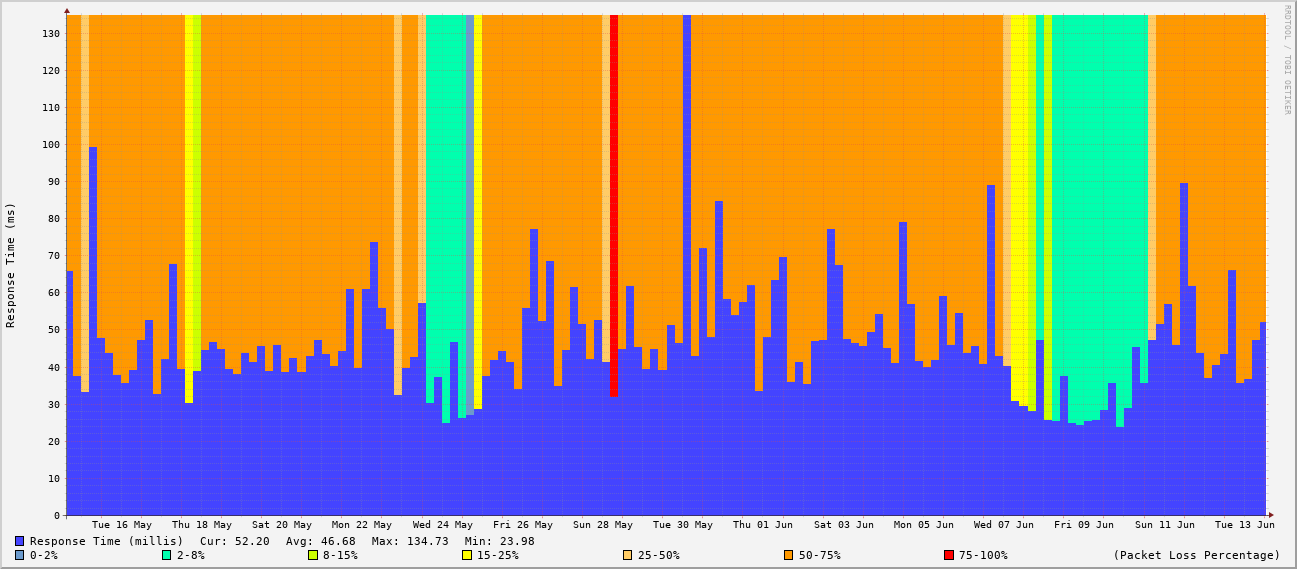 RRDTOOL / TOBI OETIKER
Response Time (ms)
130
120
110
100
90
80
70
60
50
40
30
20
10
0
Tue 16 May Thu 18 May Sat 20 May Mon 22 May Wed 24 May Fri 26 May Sun 28 May Tue 30 May Thu 01 Jun Sat 03 Jun Mon 05 Jun Wed 07 Jun Fri 09 Jun Sun 11 Jun Tue 13 Jun
Response Time (millis) Cur: 52.20 Avg: 46.68 Max: 134.73 Min: 23.98
0-2% 2-8% 8-15% 15-25% 25-50% 50-75% 75-100% (Packet Loss Percentage)